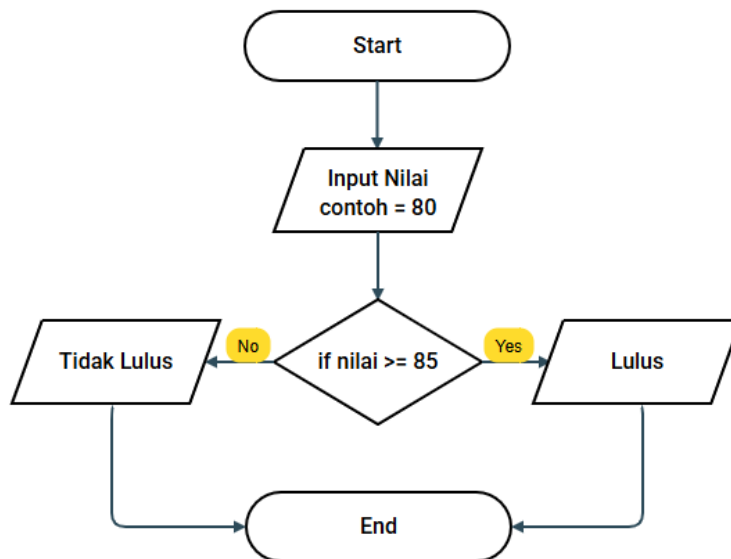 Start
Input Nilai
contoh = 80
Tidak Lulus
No
if nilai >= 85
Yes
Lulus
End